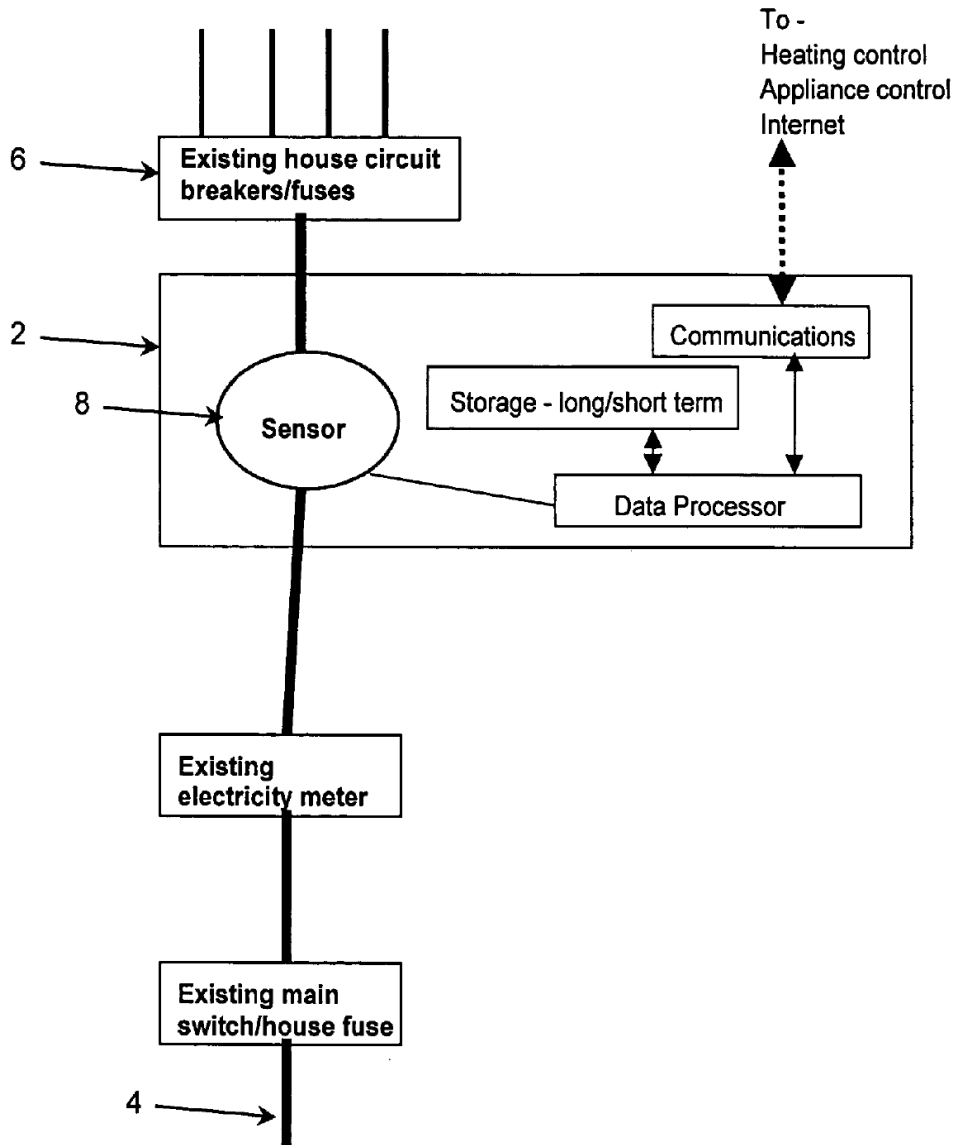 To -
Heating control
Appliance control
Internet
6
Existing house circuit
breakers/fuses
2
Communications
8
Storage - long/short term
Sensor
Data Processor
Existing
electricity meter
Existing main
switch/house fuse
4